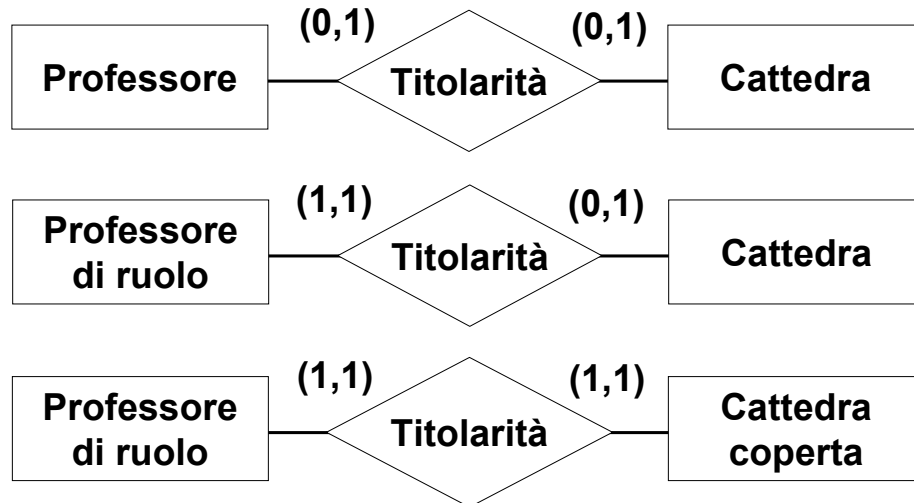 (0,1) (0,1)
Professore Titolarità Cattedra
(1,1) (0,1)
Professore
di ruolo
Titolarità
Cattedra
(1,1) (1,1)
Professore
di ruolo
Titolarità
Cattedra
coperta